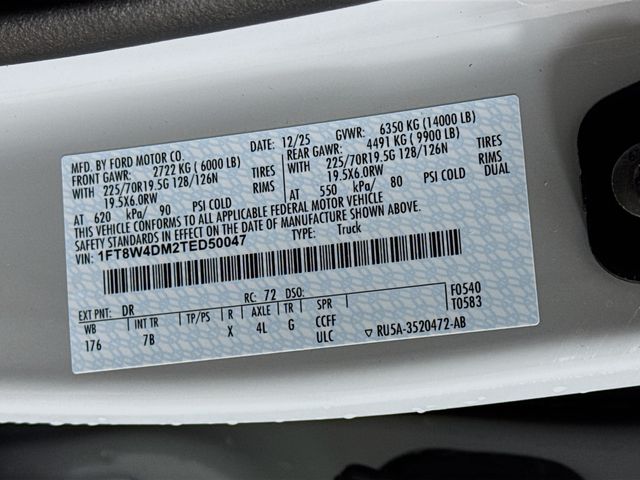 MFD. BY FORD MOTOR CO. DATE: 12/25 GVWR: 6350 KG (14000 LB)
FRONT GAWR: 2722 KG (6000 LB) REAR GAWR: 4491 KG (9900 LB)
WITH 225/70R19.5G 128/126N TIRES WITH 225/70R19.5G 128/126N TIRES
19.5X6.0RW RIMS 19.5X6.0RW RIMS
AT 620 kPa/ 90 PSI COLD AT 550 kPa/ 80 PSI COLD DUAL
THIS VEHICLE CONFORMS TO ALL APPLICABLE FEDERAL MOTOR VEHICLE
SAFETY STANDARDS IN EFFECT ON THE DATE OF MANUFACTURE SHOWN ABOVE.
VIN: 1FT8W4DM2TED50047 TYPE: Truck
EXT PNT: DR RC: 72 DSO: F0540
WB INT TR TP/PS R AXLE TR SPR T0583
176 7B X 4L G CCFF
ULC RU5A-3520472-AB